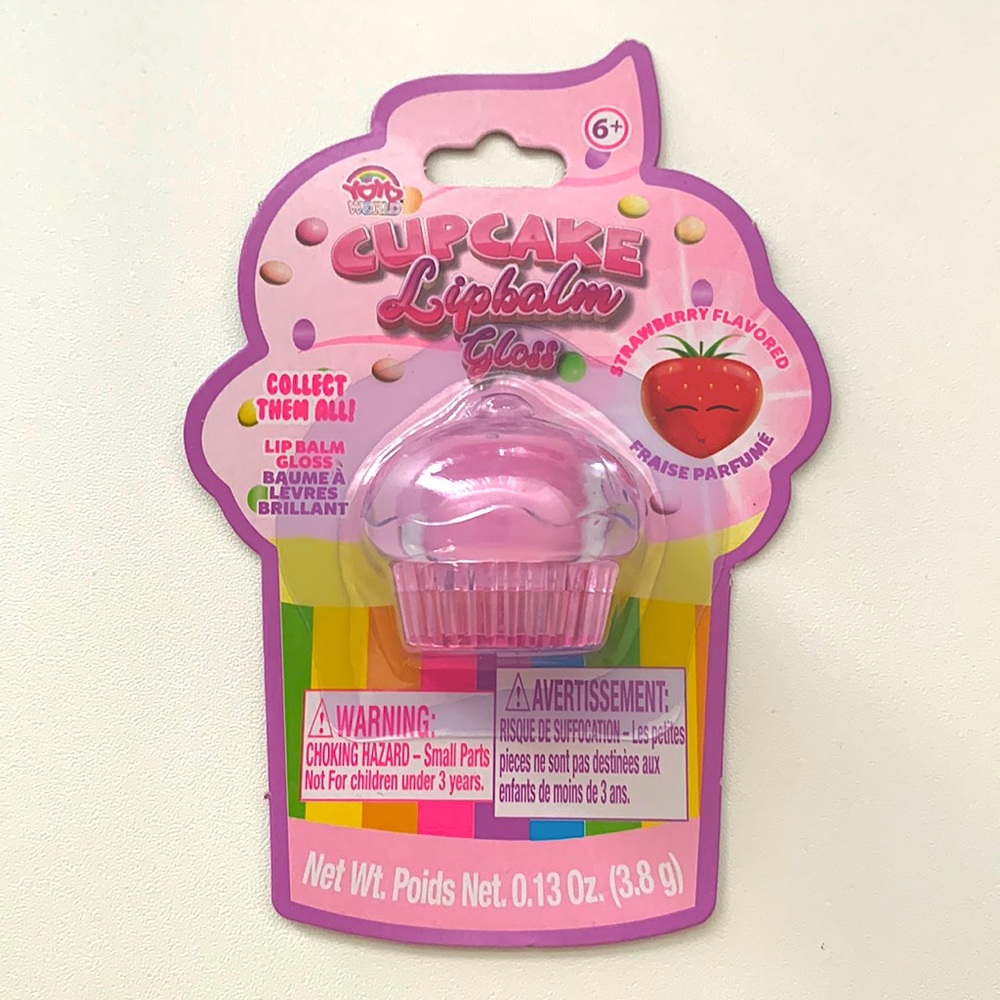 6+
YOYO
WORLD
CUPCAKE
Lipbalm
Gloss
STRAWBERRY FLAVORED
FRAISE PARFUMÉ
COLLECT
THEM ALL!
LIP BALM
GLOSS
BAUME À
LÈVRES
BRILLANT
WARNING:
CHOKING HAZARD – Small Parts
Not For children under 3 years.
AVERTISSEMENT:
RISQUE DE SUFFOCATION – Les petites
pieces ne sont pas destinèes aux
enfants de moins de 3 ans.
Net Wt. Poids Net. 0.13 Oz. (3.8 g)